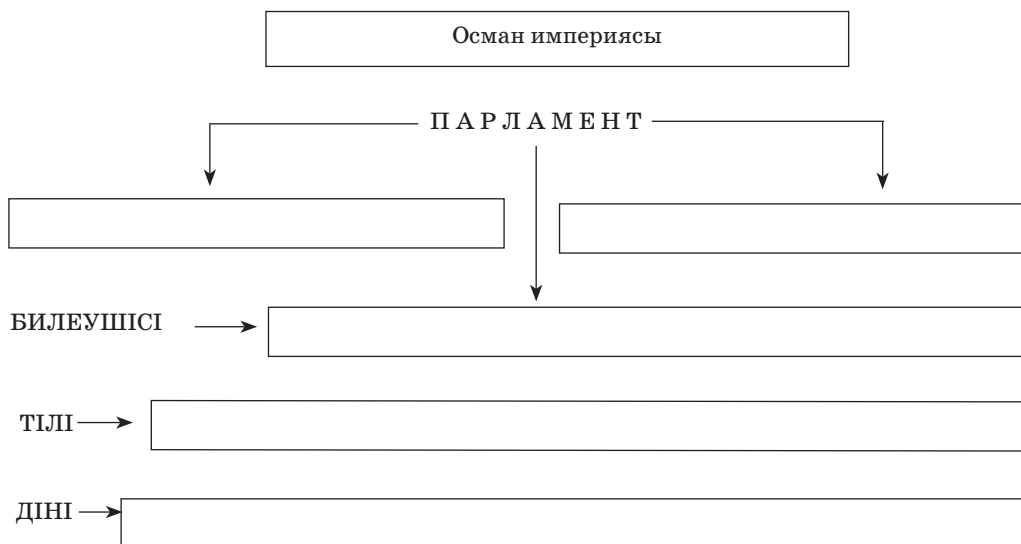 Осман империясы
ПАРЛАМЕНТ
БИЛЕУШІСІ
ТІЛІ
ДІНІ